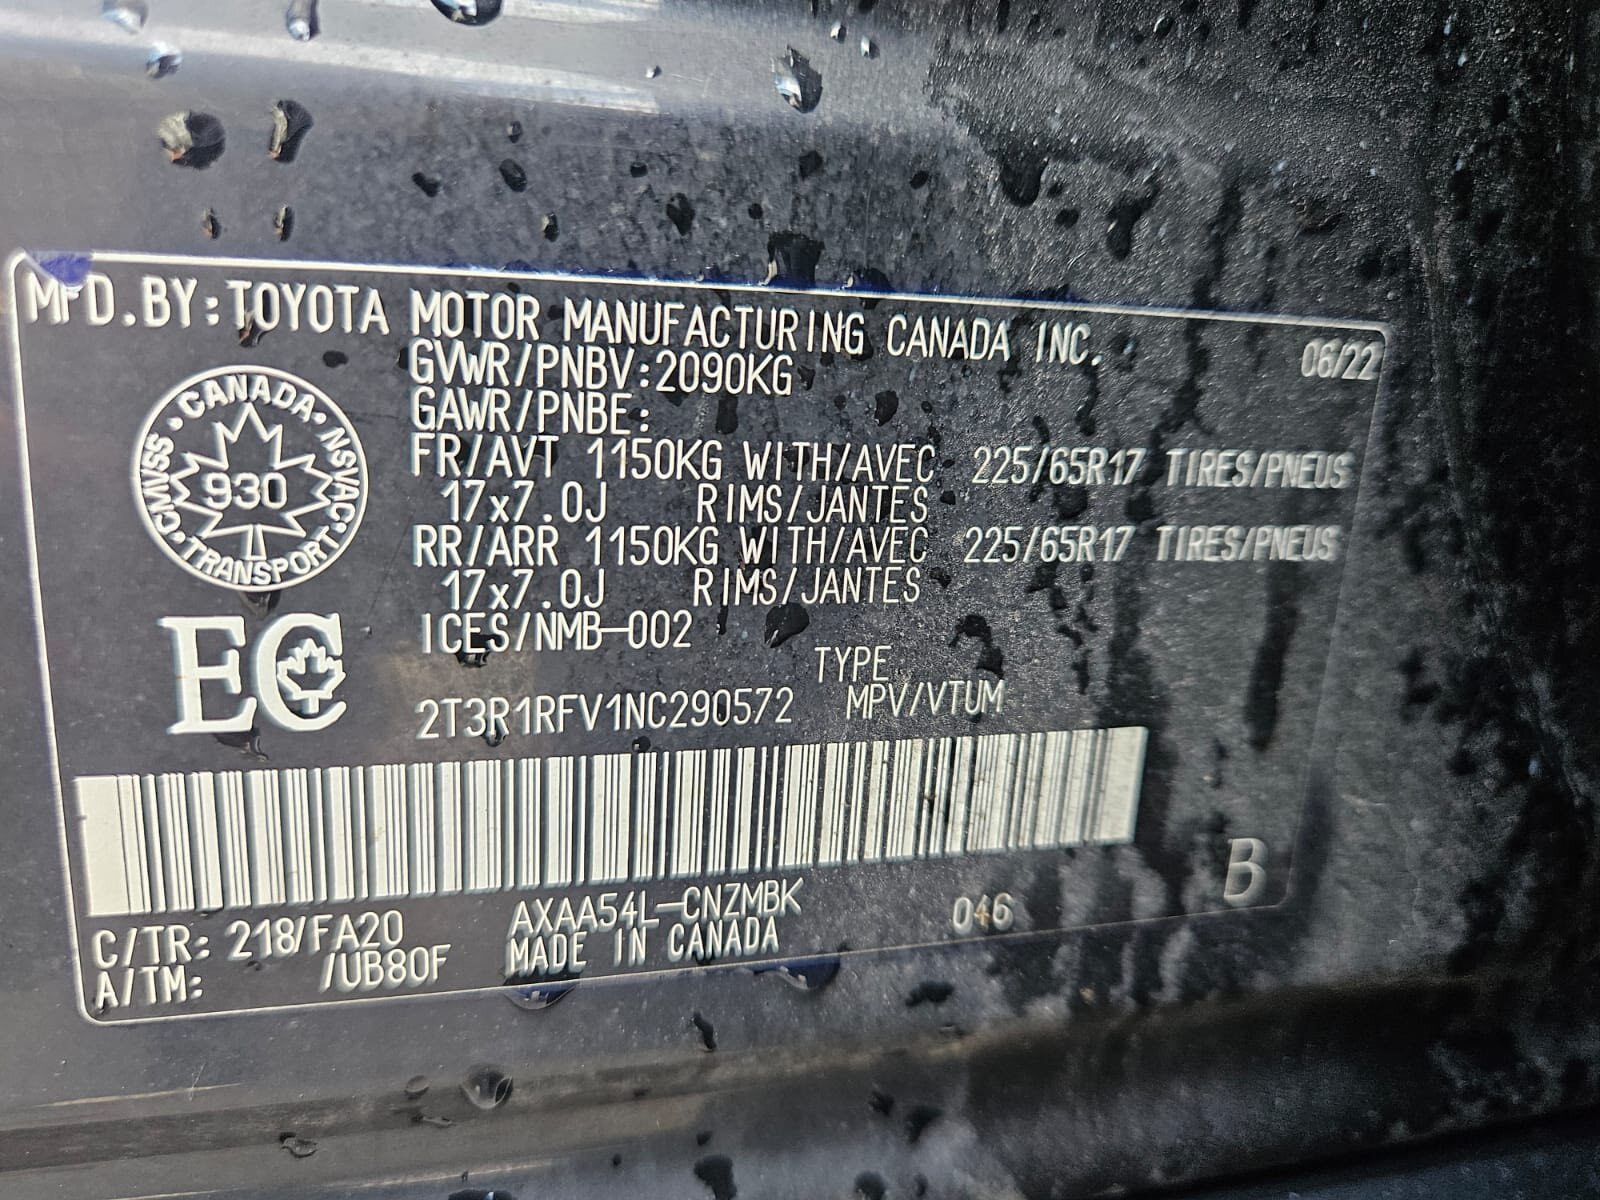 MFD.BY:TOYOTA MOTOR MANUFACTURING CANADA INC. 06/22
GVWR/PNBV:2090KG
GAWR/PNBE:
FR/AVT 1150KG WITH/AVEC 225/65R17 TIRES/PNEUS
17x7.0J RIMS/JANTES
RR/ARR 1150KG WITH/AVEC 225/65R17 TIRES/PNEUS
17x7.0J RIMS/JANTES
ICES/NMB-002
CANADA
NSVAC
TRANSPORT
CMVSS
930
EC
TYPE
2T3R1RFV1NC290572 MPV/VTUM
B
C/TR: 218/FA20 AXAA54L-CNZMBK 046
A/TM: /UB80F MADE IN CANADA